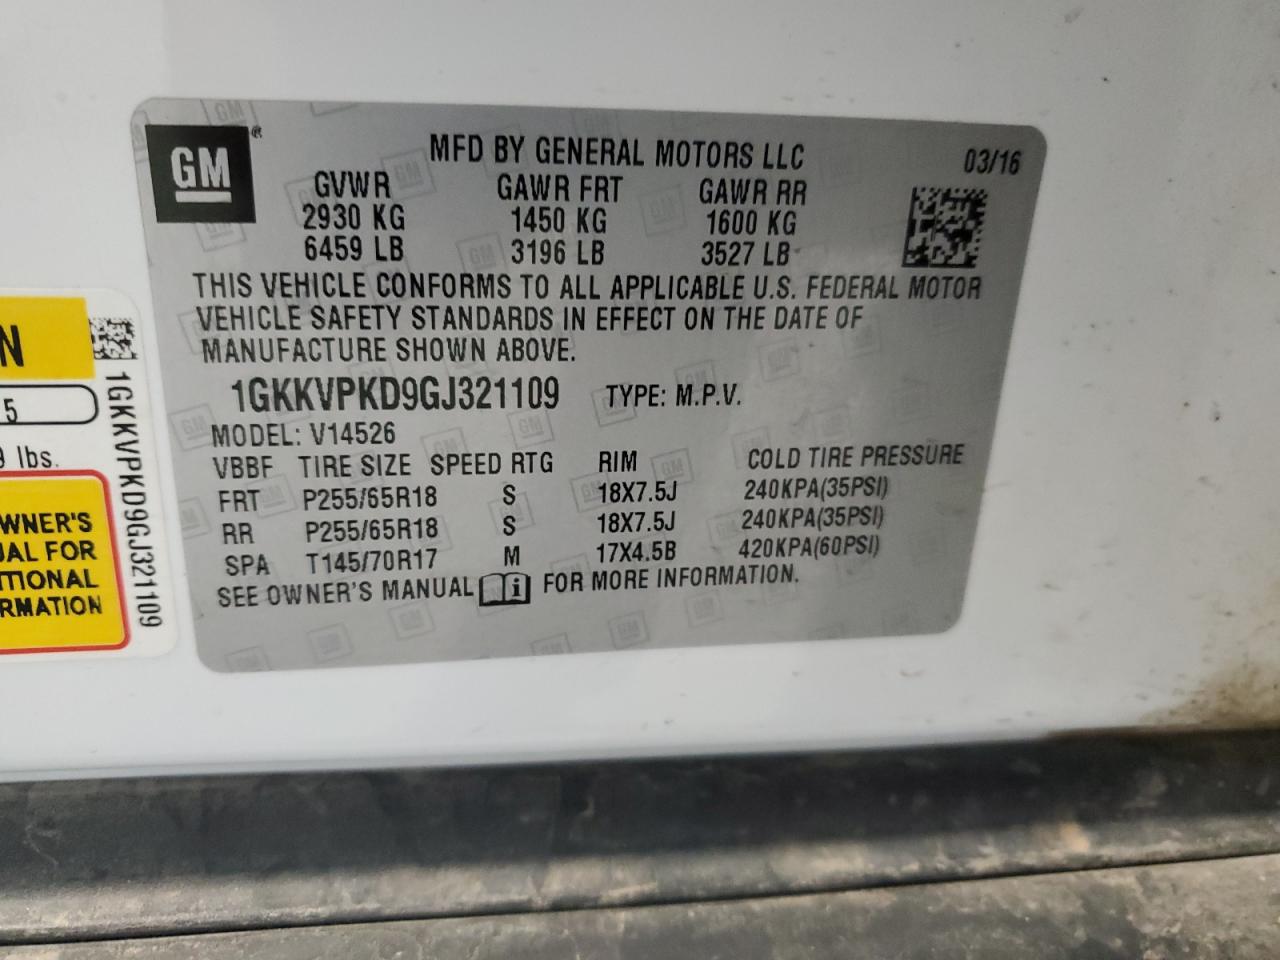 GM
®
MFD BY GENERAL MOTORS LLC
03/16
GVWR GAWR FRT GAWR RR
2930 KG 1450 KG 1600 KG
6459 LB 3196 LB 3527 LB
THIS VEHICLE CONFORMS TO ALL APPLICABLE U.S. FEDERAL MOTOR
VEHICLE SAFETY STANDARDS IN EFFECT ON THE DATE OF
MANUFACTURE SHOWN ABOVE.
1GKKVPKD9GJ321109 TYPE: M.P.V.
MODEL: V14526
VBBF TIRE SIZE SPEED RTG RIM COLD TIRE PRESSURE
FRT P255/65R18 S 18X7.5J 240KPA(35PSI)
RR P255/65R18 S 18X7.5J 240KPA(35PSI)
SPA T145/70R17 M 17X4.5B 420KPA(60PSI)
SEE OWNER'S MANUAL i FOR MORE INFORMATION.
N
5
9 lbs.
WNER'S
UAL FOR
ITIONAL
RMATION
1GKKVPKD9GJ321109